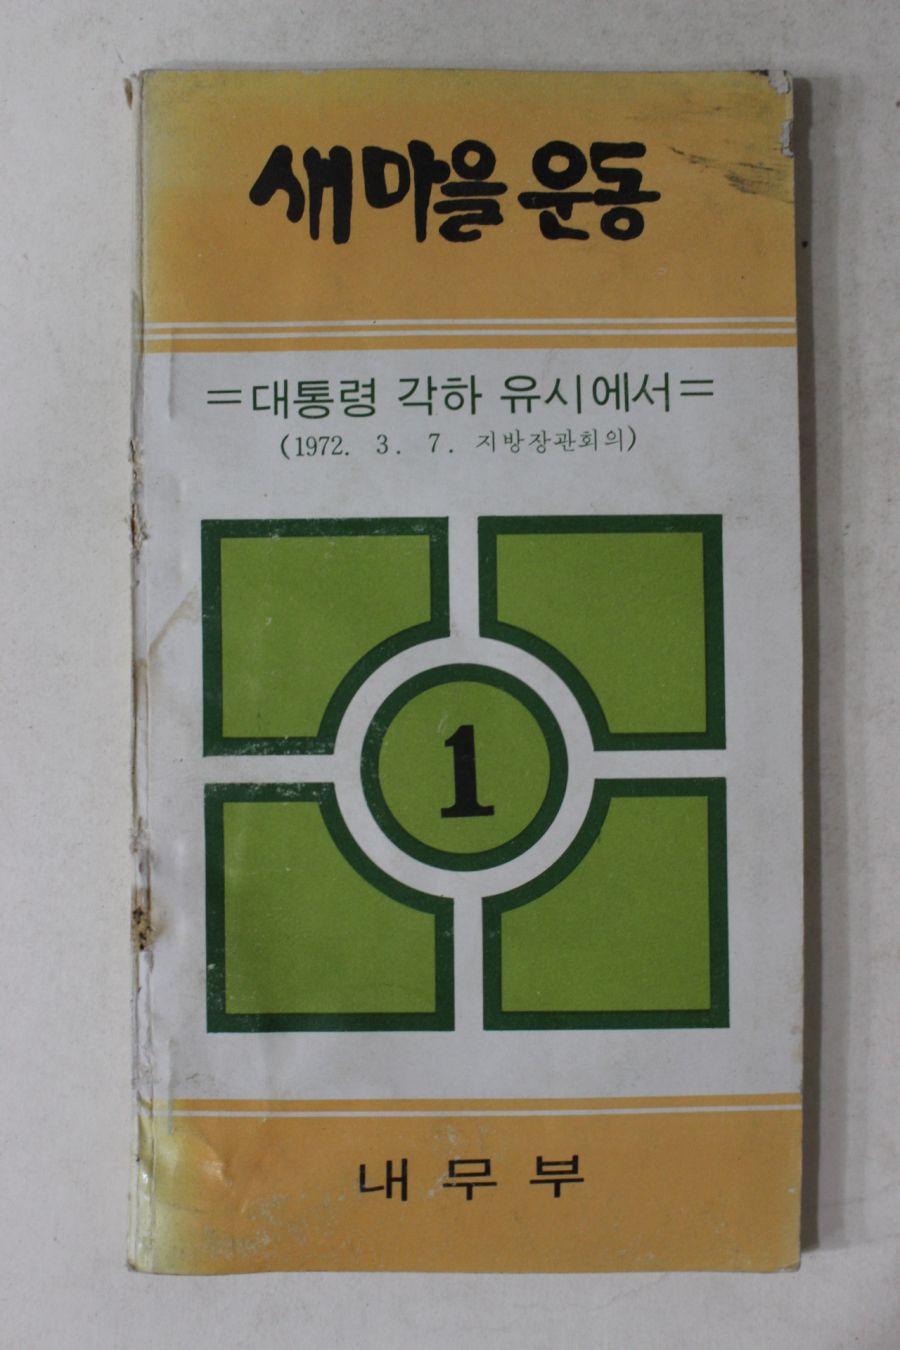 새마을 운동
=대통령 각하 유시에서=
(1972. 3. 7. 지방장관회의)
1
내무부